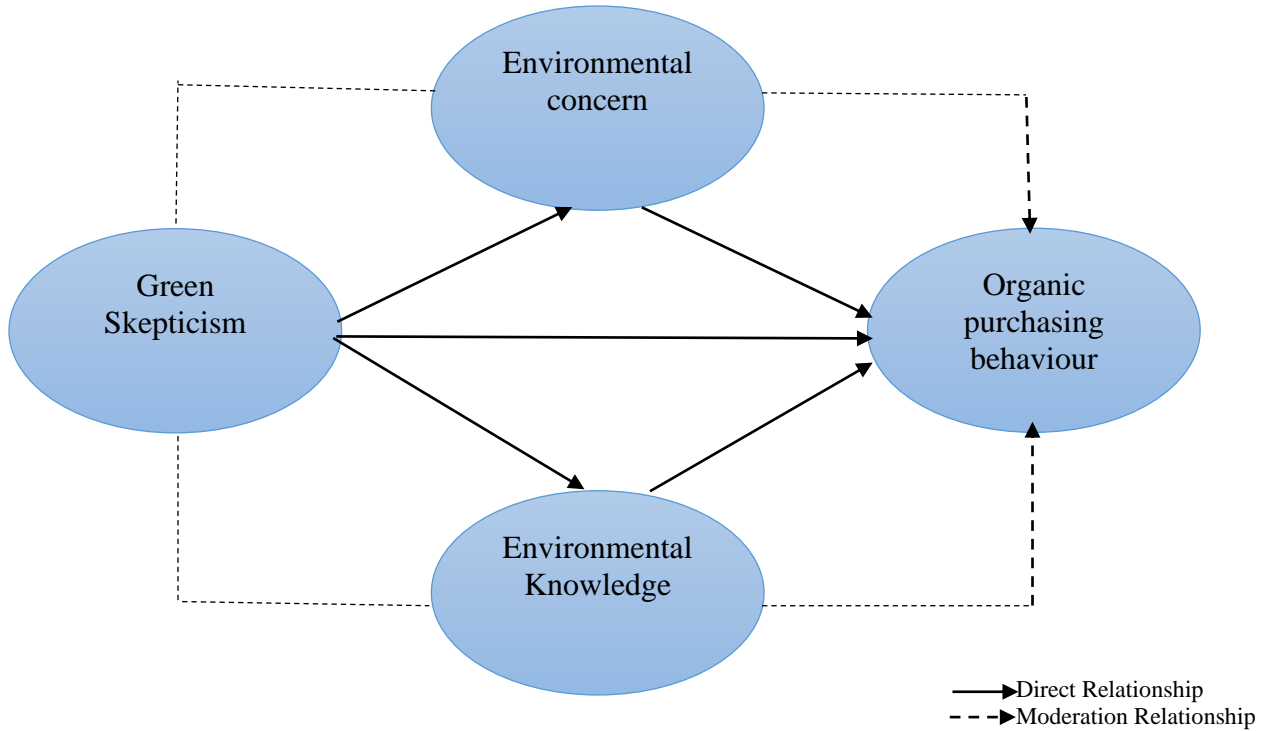 Environmental
concern
Green
Skepticism
Organic
purchasing
behaviour
Environmental
Knowledge
Direct Relationship
Moderation Relationship